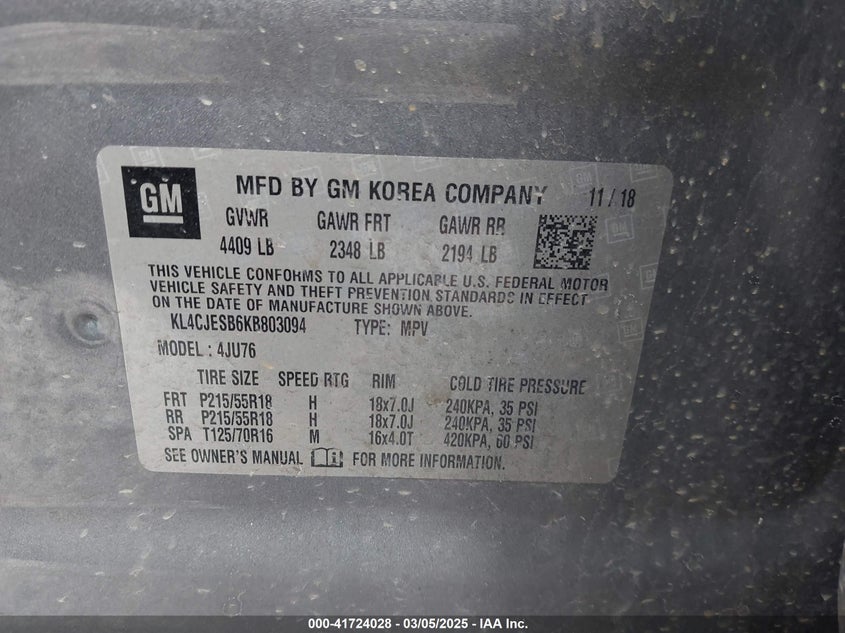 GM MFD BY GM KOREA COMPANY 11/18
GVWR GAWR FRT GAWR RR
4409 LB 2348 LB 2194 LB
THIS VEHICLE CONFORMS TO ALL APPLICABLE U.S. FEDERAL MOTOR
VEHICLE SAFETY AND THEFT PREVENTION STANDARDS IN EFFECT
ON THE DATE OF MANUFACTURE SHOWN ABOVE.
KL4CJESB6KB803094 TYPE: MPV
MODEL : 4JU76
TIRE SIZE SPEED RTG RIM COLD TIRE PRESSURE
FRT P215/55R18 H 18x7.0J 240KPA, 35 PSI
RR P215/55R18 H 18x7.0J 240KPA, 35 PSI
SPA T125/70R16 M 16x4.0T 420KPA, 60 PSI
SEE OWNER'S MANUAL FOR MORE INFORMATION.
000-41724028 - 03/05/2025 - IAA Inc.